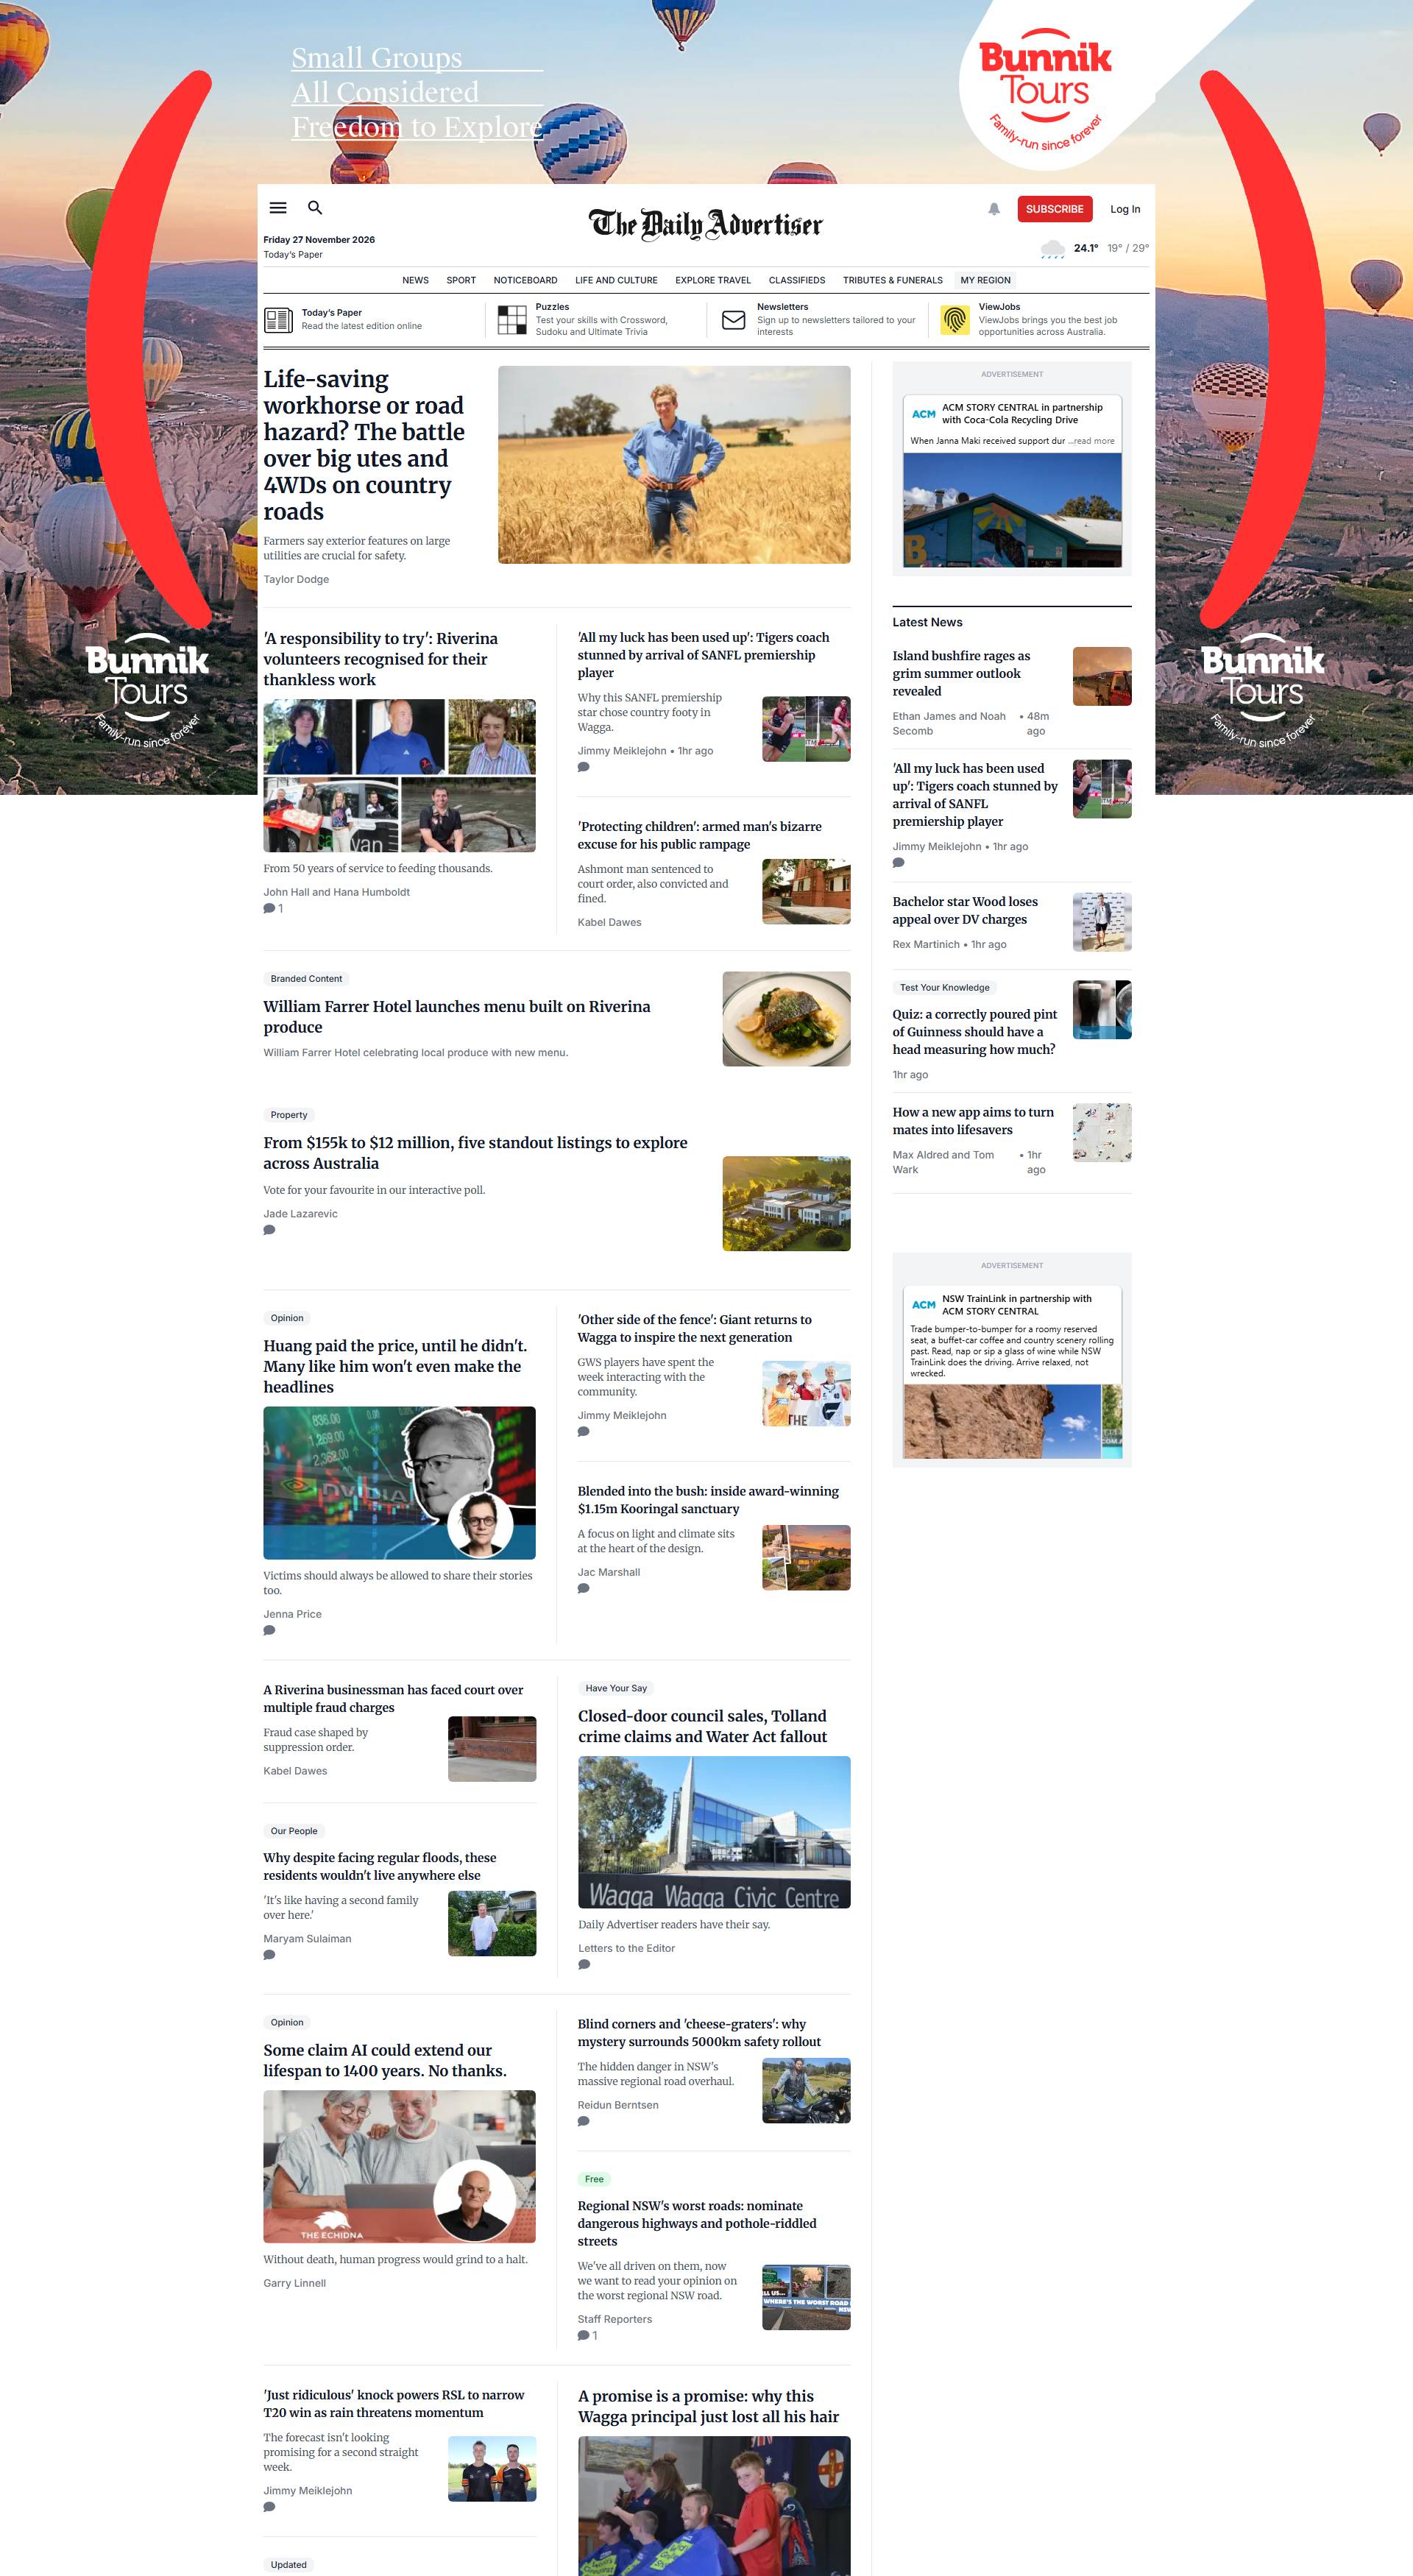 Small Groups
All Considered
Freedom to Explore
Bunnik
Tours
Family-run since forever
SUBSCRIBE
Log In
The Daily Advertiser
Friday 27 November 2026
Today's Paper
24.1° 19° / 29°
NEWS SPORT NOTICEBOARD LIFE AND CULTURE EXPLORE TRAVEL CLASSIFIEDS TRIBUTES & FUNERALS MY REGION
Today's Paper
Read the latest edition online
Puzzles
Test your skills with Crossword,
Sudoku and Ultimate Trivia
Newsletters
Sign up to newsletters tailored to your
interests
ViewJobs
ViewJobs brings you the best job
opportunities across Australia.
Life-saving
workhorse or road
hazard? The battle
over big utes and
4WDs on country
roads
Farmers say exterior features on large
utilities are crucial for safety.
Taylor Dodge
Bunnik
Tours
Family-run since forever
'A responsibility to try': Riverina
volunteers recognised for their
thankless work
van
From 50 years of service to feeding thousands.
John Hall and Hana Humboldt
1
'All my luck has been used up': Tigers coach
stunned by arrival of SANFL premiership
player
Why this SANFL premiership
star chose country footy in
Wagga.
Jimmy Meiklejohn • 1hr ago
'Protecting children': armed man's bizarre
excuse for his public rampage
Ashmont man sentenced to
court order, also convicted and
fined.
Kabel Dawes
Branded Content
William Farrer Hotel launches menu built on Riverina
produce
William Farrer Hotel celebrating local produce with new menu.
Property
From $155k to $12 million, five standout listings to explore
across Australia
Vote for your favourite in our interactive poll.
Jade Lazarevic
Opinion
Huang paid the price, until he didn't.
Many like him won't even make the
headlines
836.00
1,269.00
2,362.00
NVIDIA
Victims should always be allowed to share their stories
too.
Jenna Price
'Other side of the fence': Giant returns to
Wagga to inspire the next generation
GWS players have spent the
week interacting with the
community.
THE
Jimmy Meiklejohn
Blended into the bush: inside award-winning
$1.15m Kooringal sanctuary
A focus on light and climate sits
at the heart of the design.
Jac Marshall
A Riverina businessman has faced court over
multiple fraud charges
Fraud case shaped by
suppression order.
Kabel Dawes
Our People
Why despite facing regular floods, these
residents wouldn't live anywhere else
'It's like having a second family
over here.'
Maryam Sulaiman
Have Your Say
Closed-door council sales, Tolland
crime claims and Water Act fallout
Wagga Wagga Civic Centre
Daily Advertiser readers have their say.
Letters to the Editor
Opinion
Some claim AI could extend our
lifespan to 1400 years. No thanks.
THE ECHIDNA
Without death, human progress would grind to a halt.
Garry Linnell
Blind corners and 'cheese-graters': why
mystery surrounds 5000km safety rollout
The hidden danger in NSW's
massive regional road overhaul.
Reidun Berntsen
Free
Regional NSW's worst roads: nominate
dangerous highways and pothole-riddled
streets
We've all driven on them, now
we want to read your opinion on
the worst regional NSW road.
ELL US...
WHERE'S THE WORST ROAD
NSW
Staff Reporters
1
'Just ridiculous' knock powers RSL to narrow
T20 win as rain threatens momentum
The forecast isn't looking
promising for a second straight
week.
Jimmy Meiklejohn
Updated
A promise is a promise: why this
Wagga principal just lost all his hair
ADVERTISEMENT
ACM
ACM STORY CENTRAL in partnership
with Coca-Cola Recycling Drive
When Janna Maki received support dur ...read more
B
Latest News
Island bushfire rages as
grim summer outlook
revealed
Ethan James and Noah
Secomb
• 48m
ago
'All my luck has been used
up': Tigers coach stunned by
arrival of SANFL
premiership player
Jimmy Meiklejohn • 1hr ago
Bachelor star Wood loses
appeal over DV charges
Rex Martinich • 1hr ago
Test Your Knowledge
Quiz: a correctly poured pint
of Guinness should have a
head measuring how much?
1hr ago
How a new app aims to turn
mates into lifesavers
Max Aldred and Tom
Wark
• 1hr
ago
ADVERTISEMENT
ACM
NSW TrainLink in partnership with
ACM STORY CENTRAL
Trade bumper-to-bumper for a roomy reserved
seat, a buffet-car coffee and country scenery rolling
past. Read, nap or sip a glass of wine while NSW
TrainLink does the driving. Arrive relaxed, not
wrecked.
Bunnik
Tours
Family-run since forever